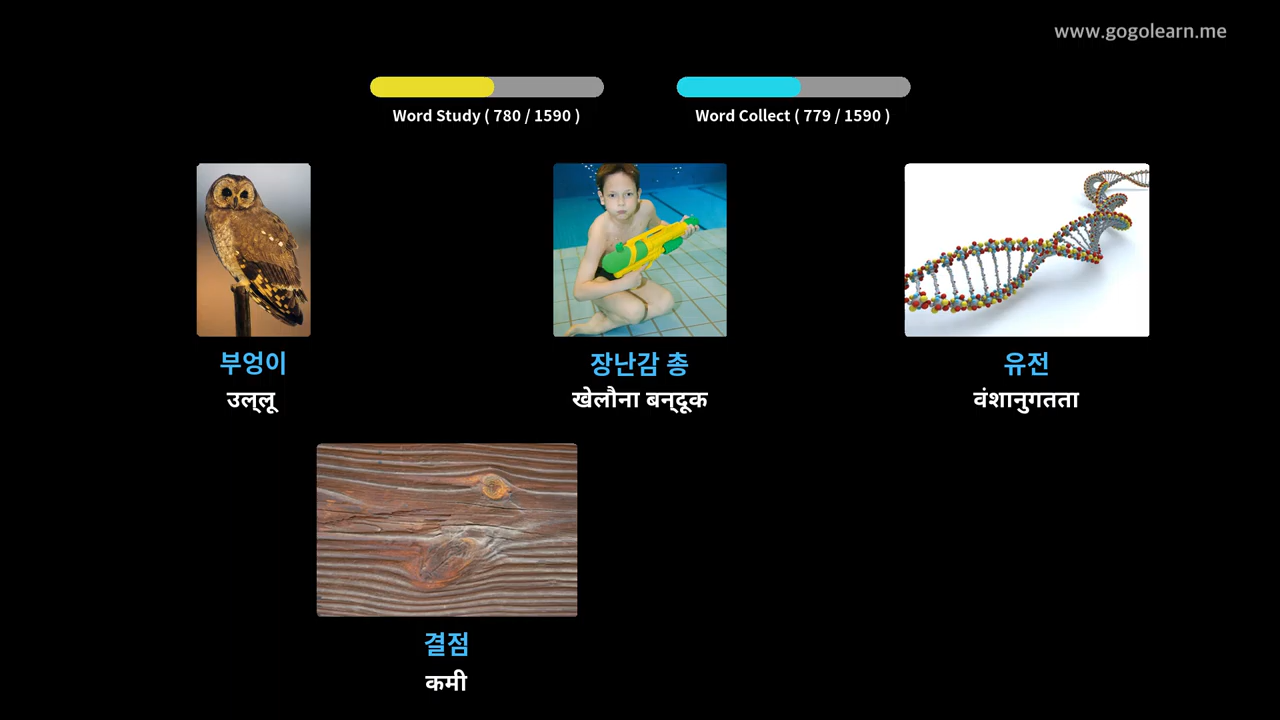 www.gogolearn.me
Word Study ( 780 / 1590 )
Word Collect ( 779 / 1590 )
부엉이
उल्लू
장난감 총
खेलौना बन्दूक
유전
वंशानुगतता
결점
कमी